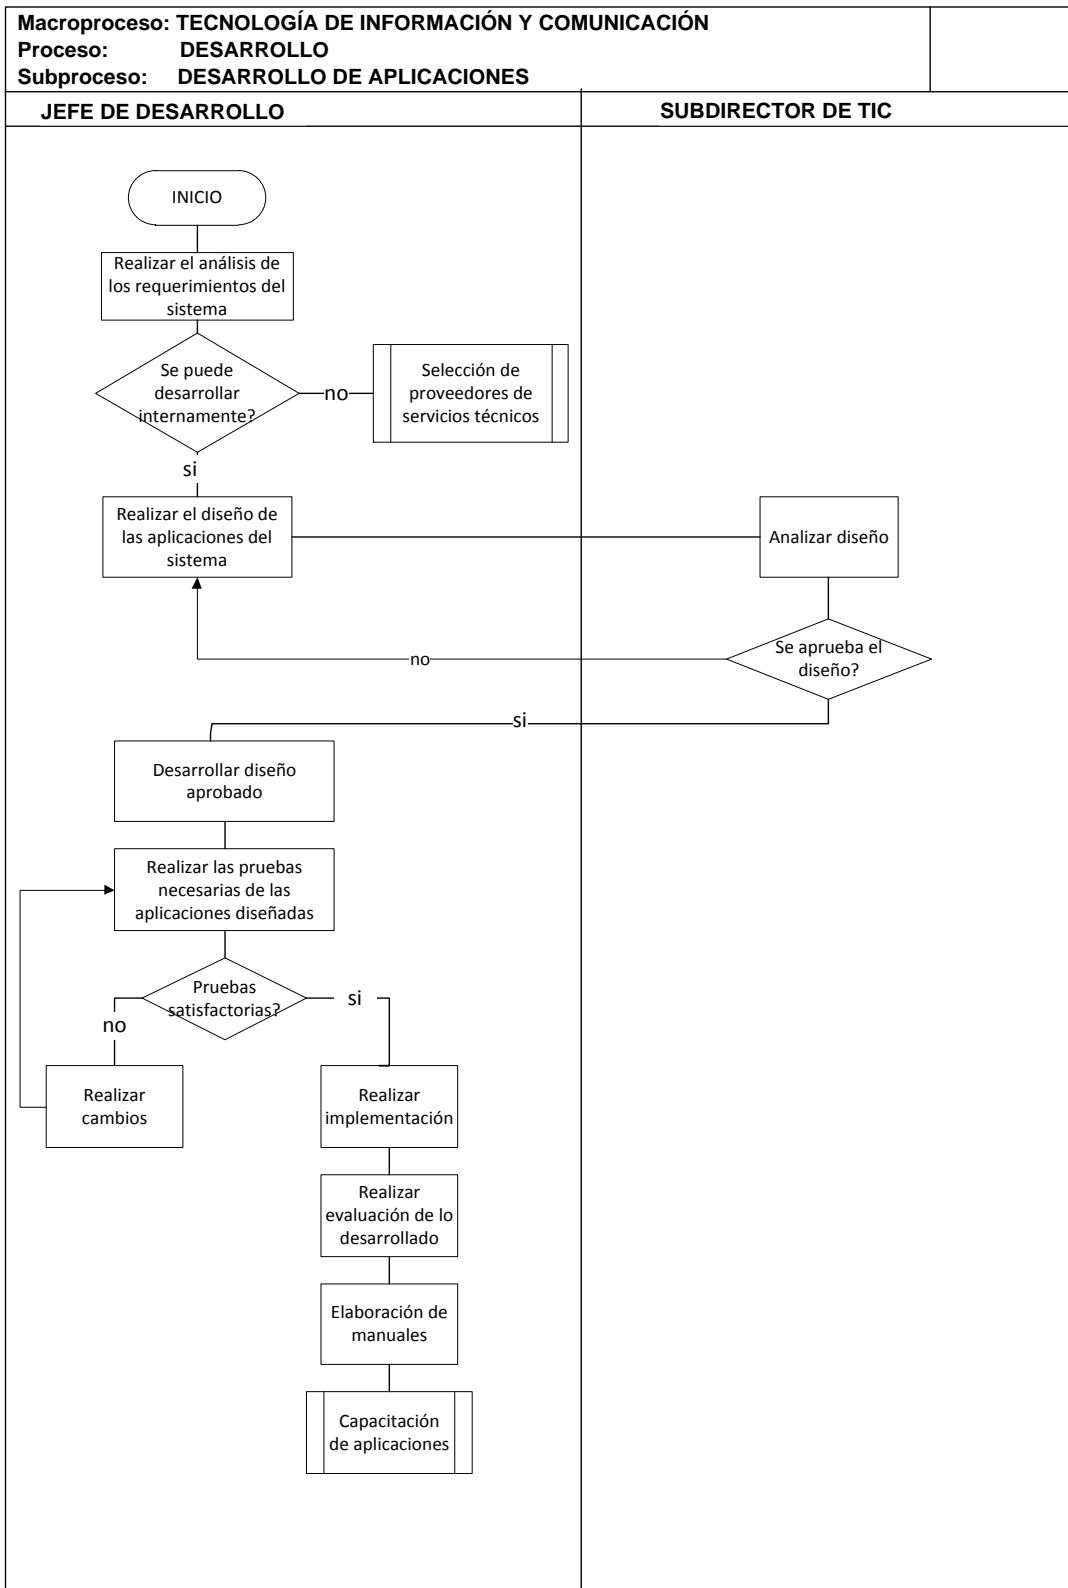 Macroproceso: TECNOLOGÍA DE INFORMACIÓN Y COMUNICACIÓN
Proceso: DESARROLLO
Subproceso: DESARROLLO DE APLICACIONES
JEFE DE DESARROLLO
SUBDIRECTOR DE TIC
INICIO
Realizar el análisis de
los requerimientos del
sistema
Se puede
desarrollar
internamente?
no
Selección de
proveedores de
servicios técnicos
si
Realizar el diseño de
las aplicaciones del
sistema
Analizar diseño
Se aprueba el
diseño?
no
si
Desarrollar diseño
aprobado
Realizar las pruebas
necesarias de las
aplicaciones diseñadas
Pruebas
satisfactorias?
si
no
Realizar
cambios
Realizar
implementación
Realizar
evaluación de lo
desarrollado
Elaboración de
manuales
Capacitación
de aplicaciones